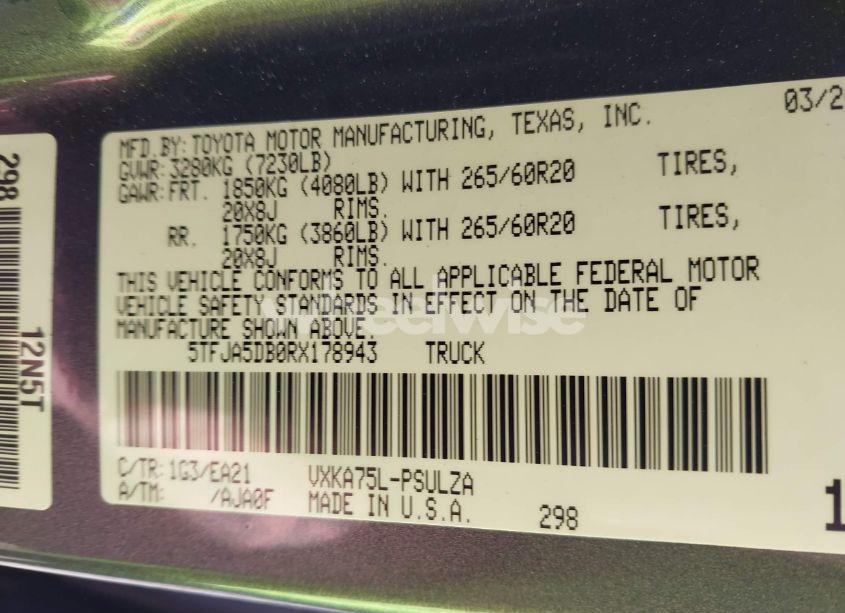 MFD.BY: TOYOTA MOTOR MANUFACTURING, TEXAS, INC. 03/2
GVWR: 3280KG (7230LB)
GAWR: FRT. 1850KG (4080LB) WITH 265/60R20 TIRES,
20X8J RIMS.
RR. 1750KG (3860LB) WITH 265/60R20 TIRES,
20X8J RIMS.
THIS VEHICLE CONFORMS TO ALL APPLICABLE FEDERAL MOTOR
VEHICLE SAFETY STANDARDS IN EFFECT ON THE DATE OF
MANUFACTURE SHOWN ABOVE.
5TFJA5DB0RX178943 TRUCK
C/TR: 1G3/EA21 VXKA75L-PSULZA
A/TM: /AJA0F MADE IN U.S.A. 298
1
298
12N5T
wheelwise